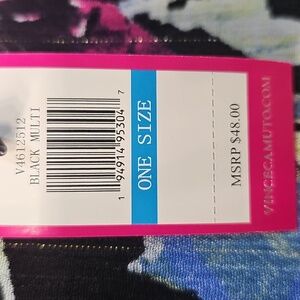 V4612512
BLACK MULTI
1 94914 95304 7
ONE SIZE
MSRP $48.00
VINCECAMUTO.COM